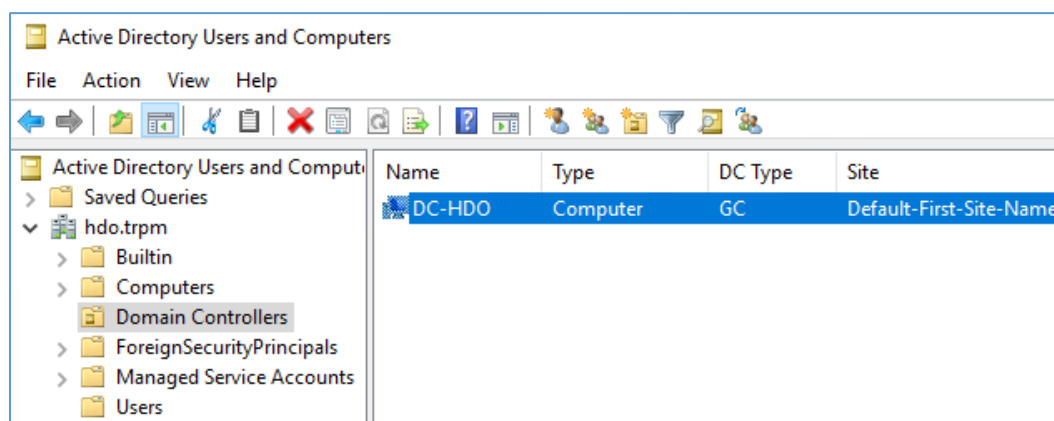 Active Directory Users and Computers
File Action View Help
Active Directory Users and Comput
Saved Queries
hdo.trpm
Builtin
Computers
Domain Controllers
ForeignSecurityPrincipals
Managed Service Accounts
Users
Name Type DC Type Site
DC-HDO Computer GC Default-First-Site-Name